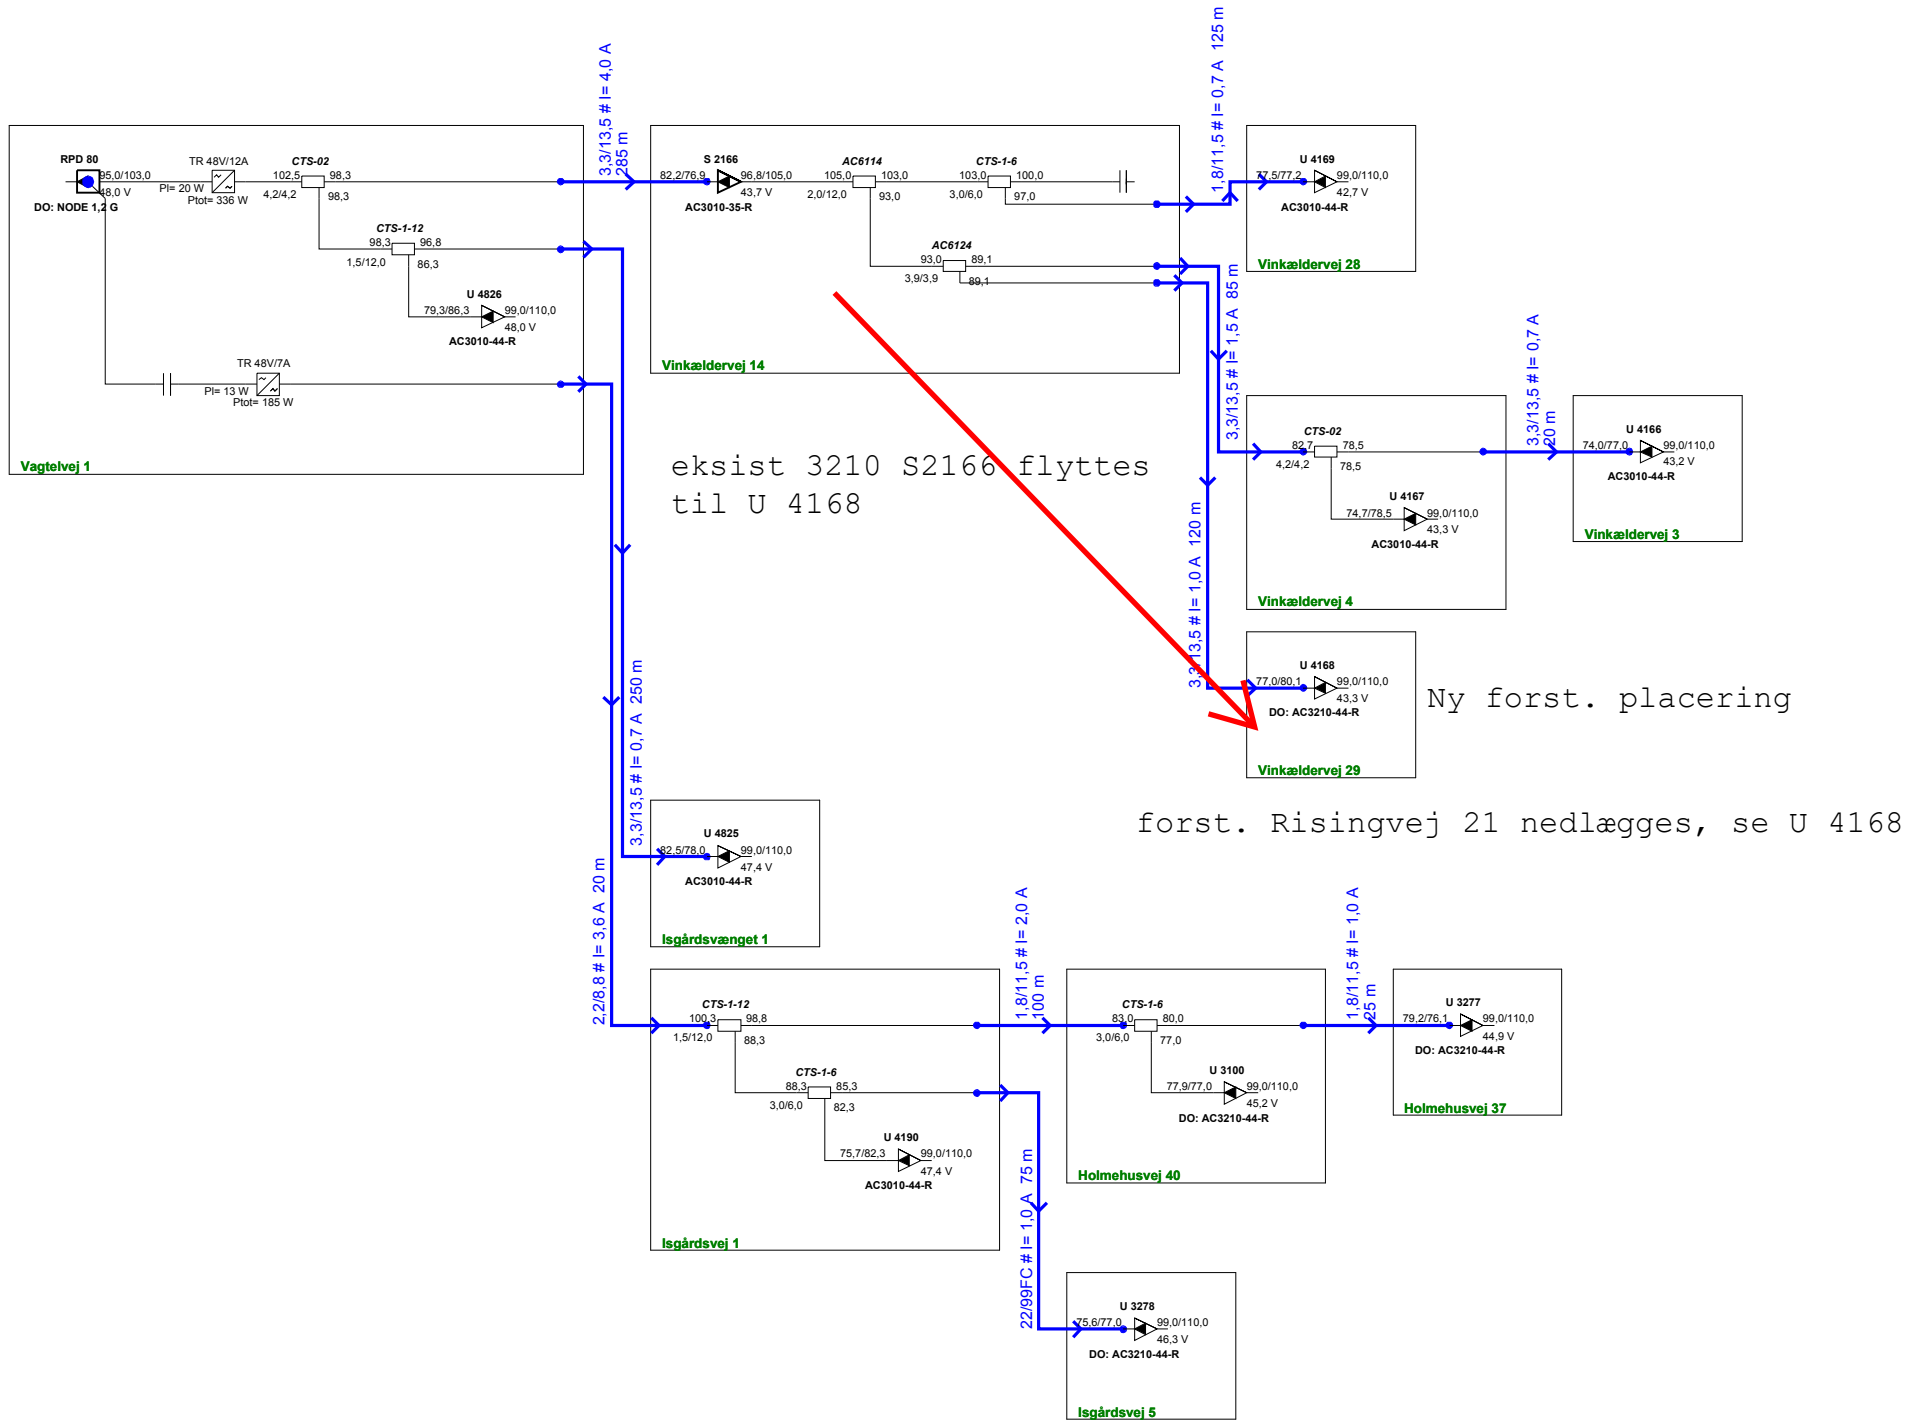 RPD 80
95,0/103,0
48,0 V
DO: NODE 1,2 G
TR 48V/12A
Pl= 20 W
Ptot= 336 W
CTS-02
102,5
98,3
4,2/4,2
98,3
CTS-1-12
98,3
96,8
1,5/12,0
86,3
U 4826
79,3/86,3
99,0/110,0
48,0 V
AC3010-44-R
TR 48V/7A
Pl= 13 W
Ptot= 185 W
Vagtelvej 1
3,3/13,5 # I= 4,0 A
285 m
S 2166
82,2/76,9
96,8/105,0
43,7 V
AC3010-35-R
AC6114
105,0
103,0
2,0/12,0
93,0
CTS-1-6
103,0
100,0
3,0/6,0
97,0
AC6124
93,0
89,1
3,9/3,9
89,1
Vinkældervej 14
1,8/11,5 # I= 0,7 A 125 m
U 4169
77,5/77,2
99,0/110,0
42,7 V
AC3010-44-R
Vinkældervej 28
3,3/13,5 # I= 1,5 A 85 m
CTS-02
82,7
78,5
4,2/4,2
78,5
U 4167
74,7/78,5
99,0/110,0
43,3 V
AC3010-44-R
Vinkældervej 4
3,3/13,5 # I= 0,7 A
20 m
U 4166
74,0/77,0
99,0/110,0
43,2 V
AC3010-44-R
Vinkældervej 3
eksist 3210 S2166 flyttes
til U 4168
3,3/13,5 # I= 1,0 A 120 m
U 4168
77,0/80,1
99,0/110,0
43,3 V
DO: AC3210-44-R
Vinkældervej 29
Ny forst. placering
forst. Risingvej 21 nedlægges, se U 4168
3,3/13,5 # I= 0,7 A 250 m
U 4825
82,5/78,0
99,0/110,0
47,4 V
AC3010-44-R
Isgårdsvænget 1
2,2/8,8 # I= 3,6 A 20 m
CTS-1-12
100,3
98,8
1,5/12,0
88,3
CTS-1-6
88,3
85,3
3,0/6,0
82,3
U 4190
75,7/82,3
99,0/110,0
47,4 V
AC3010-44-R
Isgårdsvej 1
1,8/11,5 # I= 2,0 A
100 m
CTS-1-6
83,0
80,0
3,0/6,0
77,0
U 3100
77,9/77,0
99,0/110,0
45,2 V
DO: AC3210-44-R
Holmehusvej 40
1,8/11,5 # I= 1,0 A
25 m
U 3277
79,2/76,1
99,0/110,0
44,9 V
DO: AC3210-44-R
Holmehusvej 37
22/99FC # I= 1,0 A 75 m
U 3278
75,6/77,0
99,0/110,0
46,3 V
DO: AC3210-44-R
Isgårdsvej 5